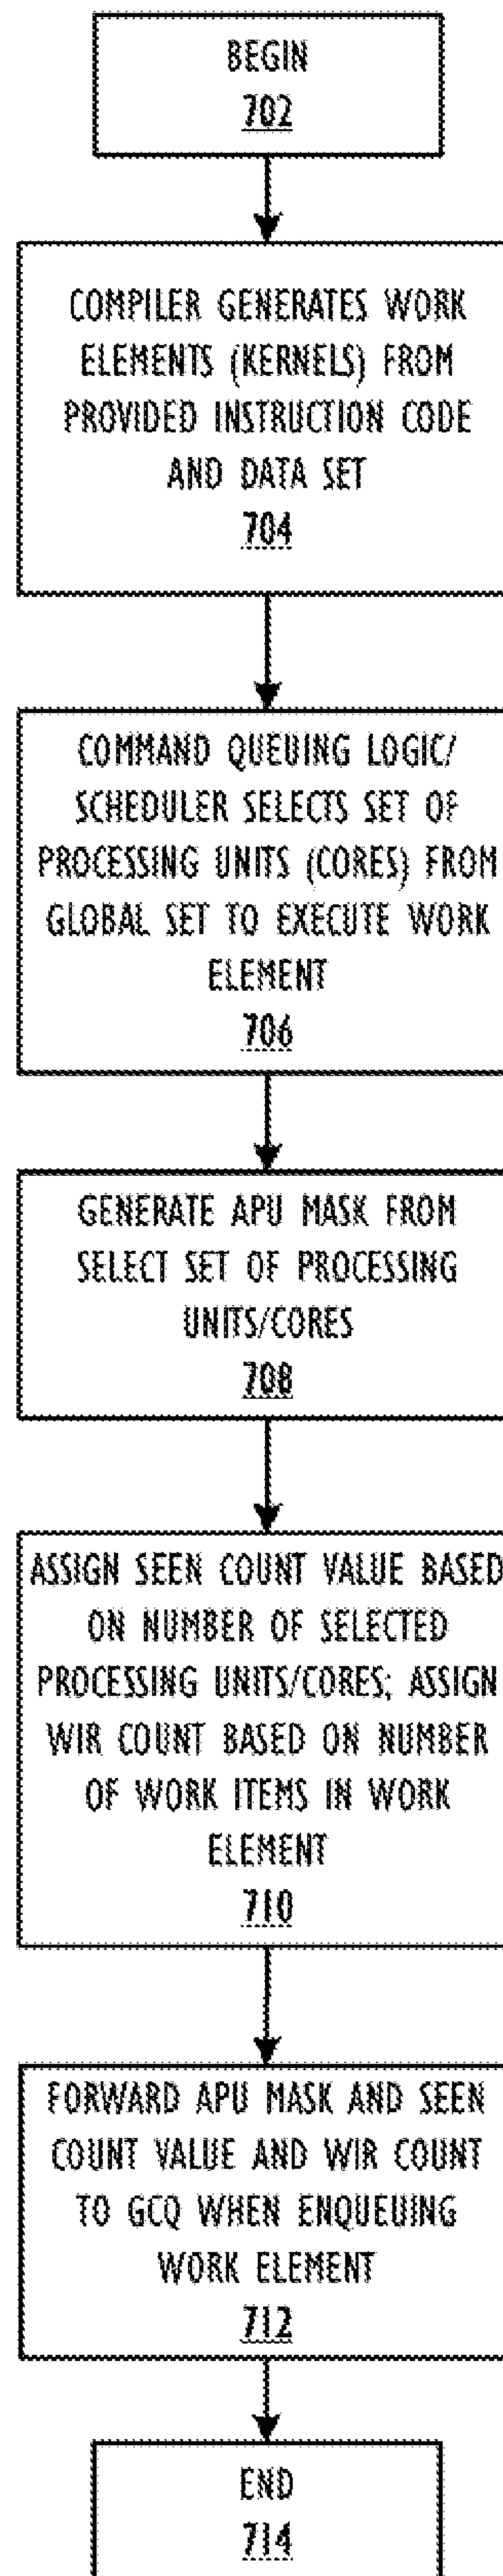 BEGIN
702
COMPILER GENERATES WORK
ELEMENTS (KERNELS) FROM
PROVIDED INSTRUCTION CODE
AND DATA SET
704
COMMAND QUEUING LOGIC/
SCHEDULER SELECTS SET OF
PROCESSING UNITS (CORES) FROM
GLOBAL SET TO EXECUTE WORK
ELEMENT
706
GENERATE APU MASK FROM
SELECT SET OF PROCESSING
UNITS/CORES
708
ASSIGN SEEN COUNT VALUE BASED
ON NUMBER OF SELECTED
PROCESSING UNITS/CORES; ASSIGN
WIR COUNT BASED ON NUMBER
OF WORK ITEMS IN WORK
ELEMENT
710
FORWARD APU MASK AND SEEN
COUNT VALUE AND WIR COUNT
TO GCQ WHEN ENQUEUING
WORK ELEMENT
712
END
714